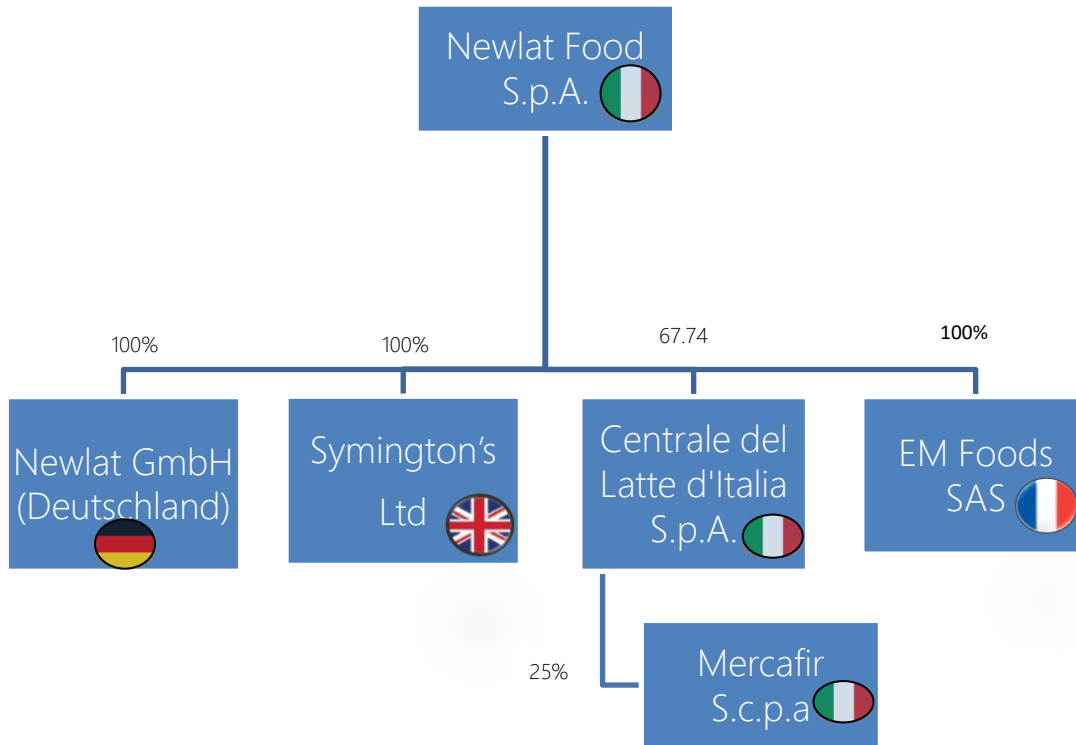 Newlat Food
S.p.A.
100%
100%
67.74
100%
Newlat GmbH
(Deutschland)
Symington’s
Ltd
Centrale del
Latte d'Italia
S.p.A.
EM Foods
SAS
25%
Mercafir
S.c.p.a